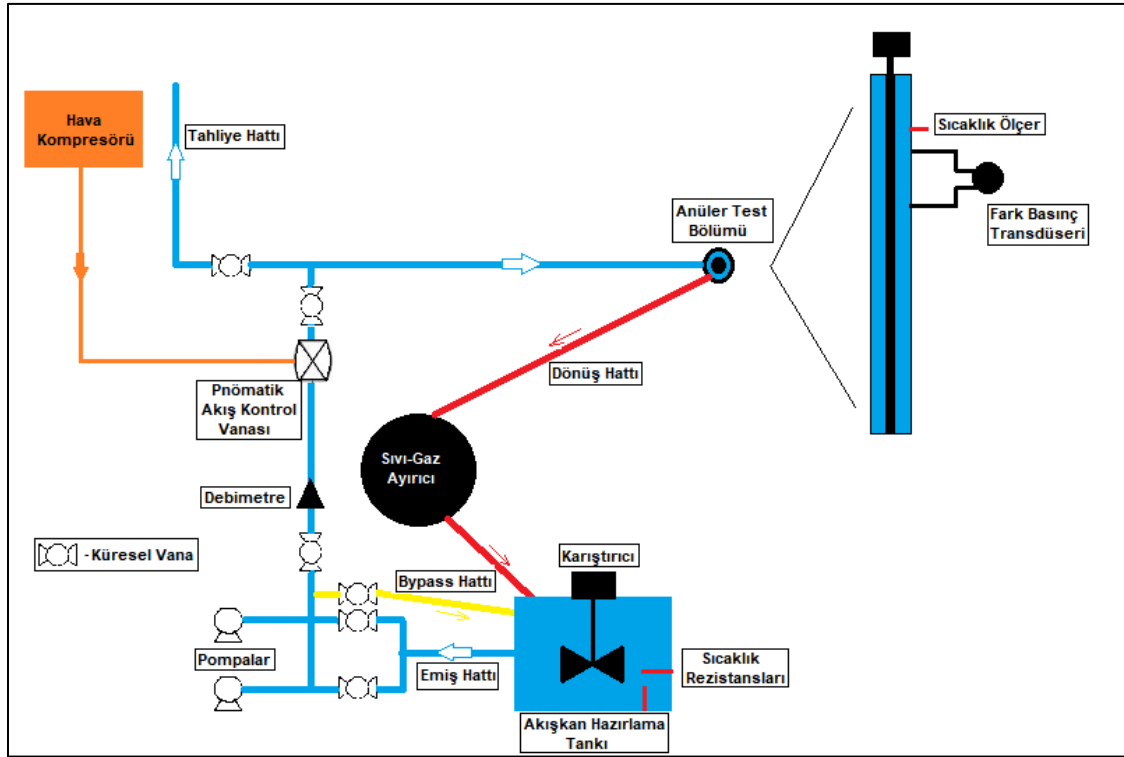 Hava
Kompresörü
Tahliye Hattı
Sıcaklık Ölçer
Anüler Test
Bölümü
Fark Basınç
Transdüseri
Dönüş Hattı
Pnömatik
Akış Kontrol
Vanası
Sıvı-Gaz
Ayırıcı
Debimetre
-Küresel Vana
Karıştırıcı
Bypass Hattı
Pompalar
Emiş Hattı
Sıcaklık
Rezistansları
Akışkan Hazırlama
Tankı